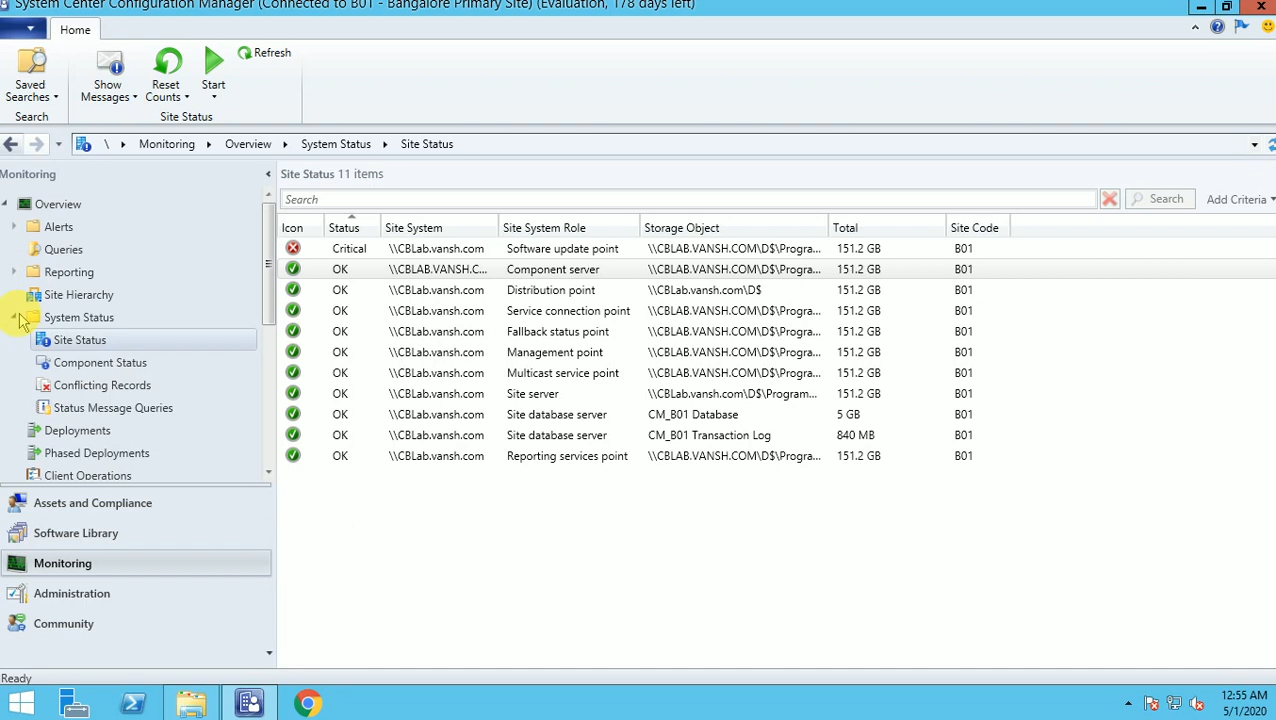 System Center Configuration Manager (Connected to B01 - Bangalore Primary Site) (Evaluation, 178 days left)
Home
Saved Searches
Show Messages
Reset Counts
Start
Refresh
Search
Site Status
\ Monitoring Overview System Status Site Status
Monitoring
Overview
Alerts
Queries
Reporting
Site Hierarchy
System Status
Site Status
Component Status
Conflicting Records
Status Message Queries
Deployments
Phased Deployments
Client Operations
Assets and Compliance
Software Library
Monitoring
Administration
Community
Site Status 11 items
Search
Search
Add Criteria
Icon Status Site System Site System Role Storage Object Total Site Code
Critical \\CBLab.vansh.com Software update point \\CBLAB.VANSH.COM\D$\Progra... 151.2 GB B01
OK \\CBLAB.VANSH.C... Component server \\CBLAB.VANSH.COM\D$\Progra... 151.2 GB B01
OK \\CBLab.vansh.com Distribution point \\CBLab.vansh.com\D$ 151.2 GB B01
OK \\CBLab.vansh.com Service connection point \\CBLAB.VANSH.COM\D$\Progra... 151.2 GB B01
OK \\CBLab.vansh.com Fallback status point \\CBLAB.VANSH.COM\D$\Progra... 151.2 GB B01
OK \\CBLab.vansh.com Management point \\CBLAB.VANSH.COM\D$\Progra... 151.2 GB B01
OK \\CBLab.vansh.com Multicast service point \\CBLAB.VANSH.COM\D$\Progra... 151.2 GB B01
OK \\CBLab.vansh.com Site server \\CBLab.vansh.com\D$\Program... 151.2 GB B01
OK \\CBLab.vansh.com Site database server CM_B01 Database 5 GB B01
OK \\CBLab.vansh.com Site database server CM_B01 Transaction Log 840 MB B01
OK \\CBLab.vansh.com Reporting services point \\CBLAB.VANSH.COM\D$\Progra... 151.2 GB B01
Ready
12:55 AM
5/1/2020